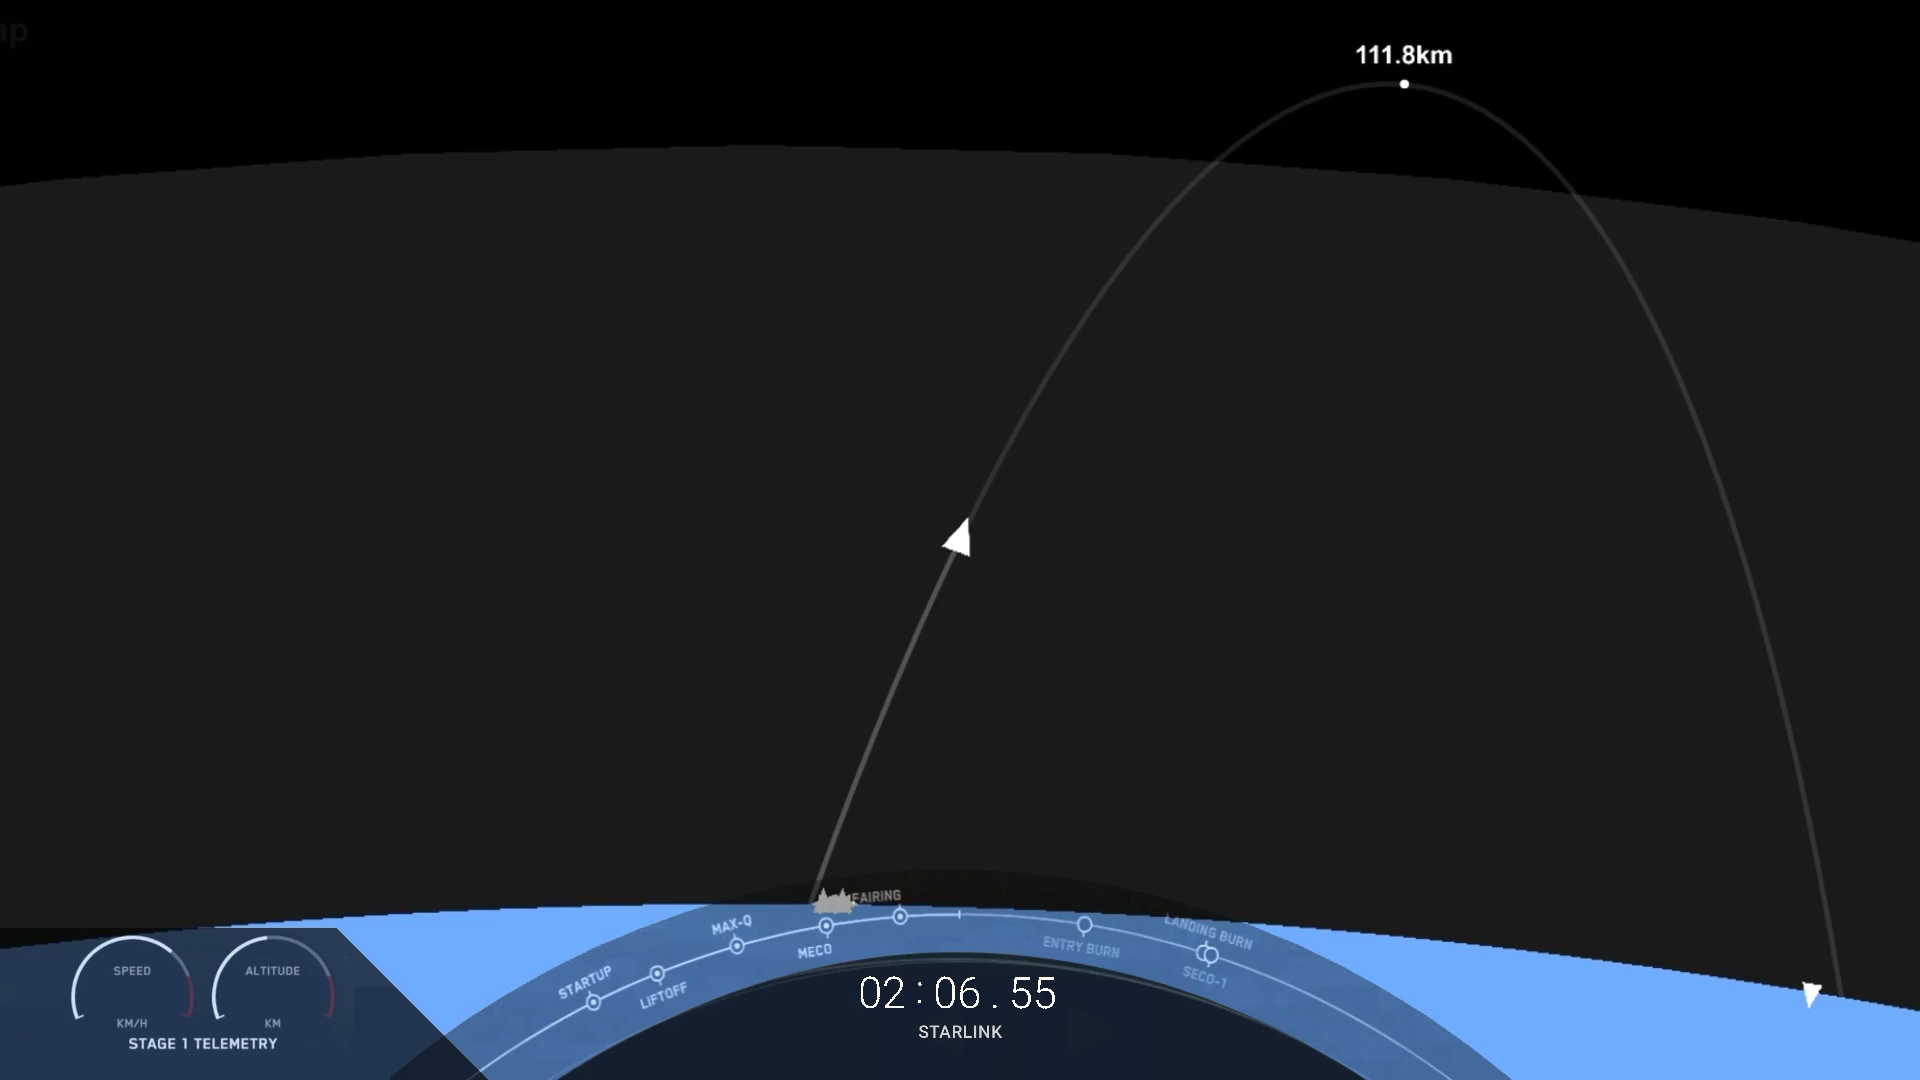 ap
111.8km
FAIRING
MAX-Q
MECO
LANDING BURN
ENTRY BURN
STARTUP
LIFTOFF
SECO-1
SPEED
ALTITUDE
KM/H
KM
STAGE 1 TELEMETRY
02:06.55
STARLINK